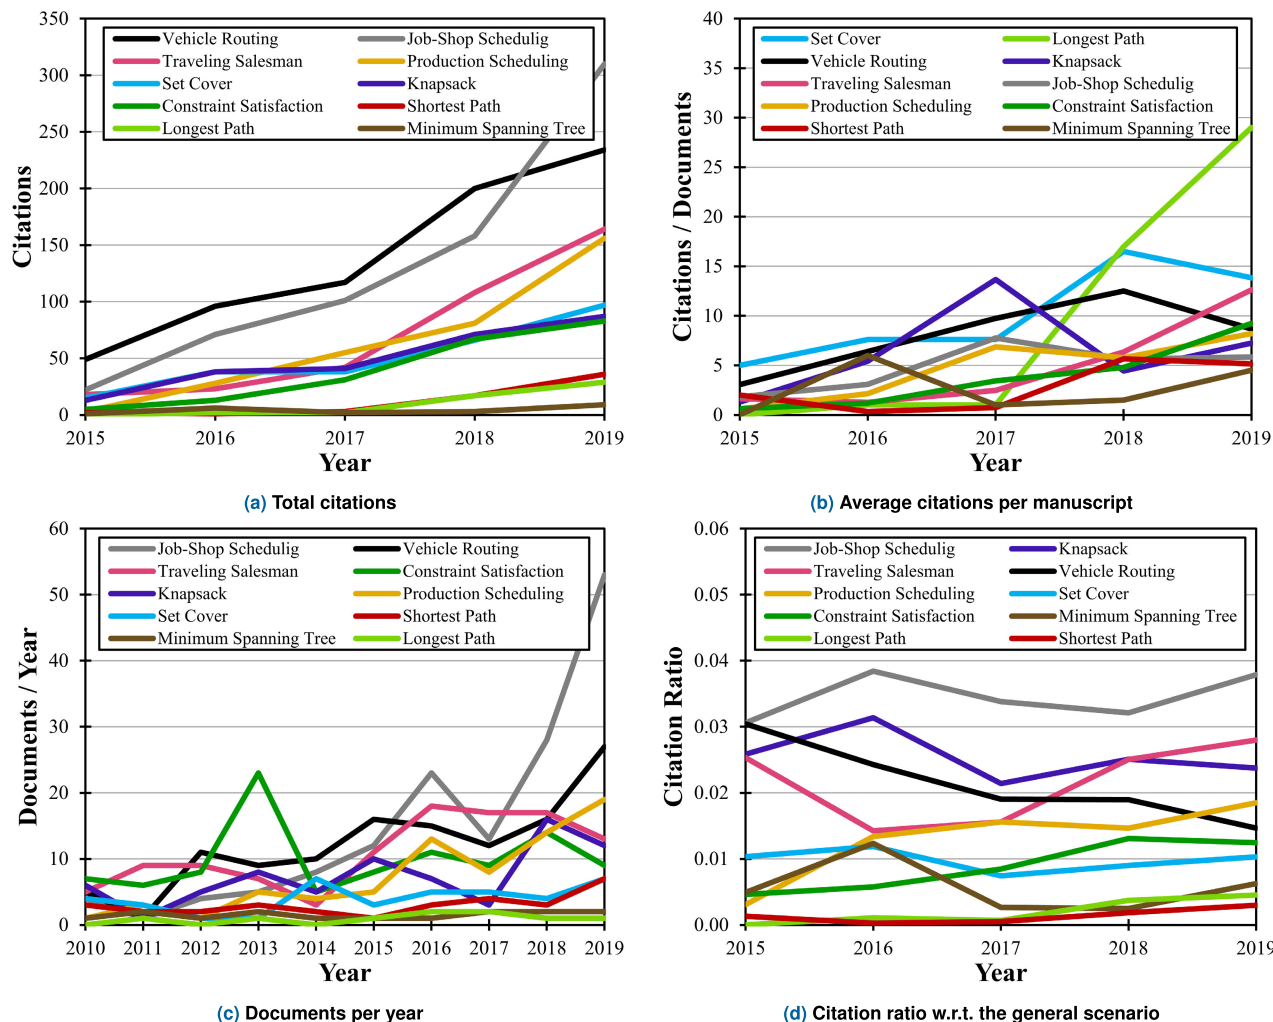 350
300
250
200
150
100
50
0
Citations
Vehicle Routing
Traveling Salesman
Set Cover
Constraint Satisfaction
Longest Path
Job-Shop Schedulig
Production Scheduling
Knapsack
Shortest Path
Minimum Spanning Tree
2015 2016 2017 2018 2019
Year
(a) Total citations
40
35
30
25
20
15
10
5
0
Citations / Documents
Set Cover
Vehicle Routing
Traveling Salesman
Production Scheduling
Shortest Path
Longest Path
Knapsack
Job-Shop Schedulig
Constraint Satisfaction
Minimum Spanning Tree
2015 2016 2017 2018 2019
Year
(b) Average citations per manuscript
60
50
40
30
20
10
0
Documents / Year
Job-Shop Schedulig
Traveling Salesman
Knapsack
Set Cover
Minimum Spanning Tree
Vehicle Routing
Constraint Satisfaction
Production Scheduling
Shortest Path
Longest Path
2010 2011 2012 2013 2014 2015 2016 2017 2018 2019
Year
(c) Documents per year
0.06
0.05
0.04
0.03
0.02
0.01
0.00
Citation Ratio
Job-Shop Schedulig
Traveling Salesman
Production Scheduling
Constraint Satisfaction
Longest Path
Knapsack
Vehicle Routing
Set Cover
Minimum Spanning Tree
Shortest Path
2015 2016 2017 2018 2019
Year
(d) Citation ratio w.r.t. the general scenario